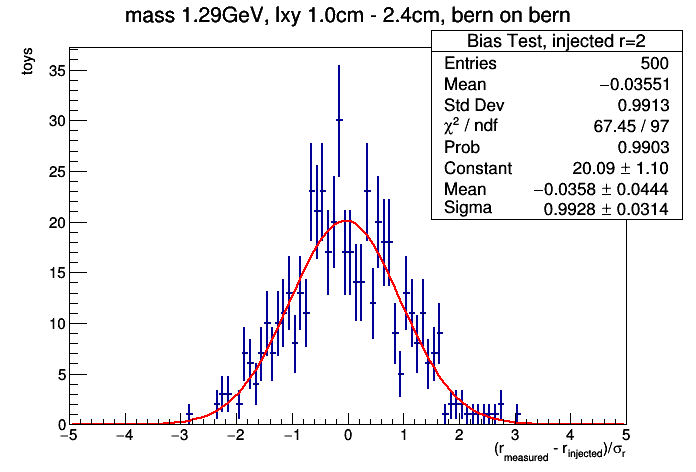 mass 1.29GeV, lxy 1.0cm - 2.4cm, bern on bern
toys
Bias Test, injected r=2
Entries 500
Mean −0.03551
Std Dev 0.9913
χ² / ndf 67.45 / 97
Prob 0.9903
Constant 20.09 ± 1.10
Mean −0.0358 ± 0.0444
Sigma 0.9928 ± 0.0314
35
30
25
20
15
10
5
0
−5 −4 −3 −2 −1 0 1 2 3 4 5
(r_measured - r_injected)/σ_r